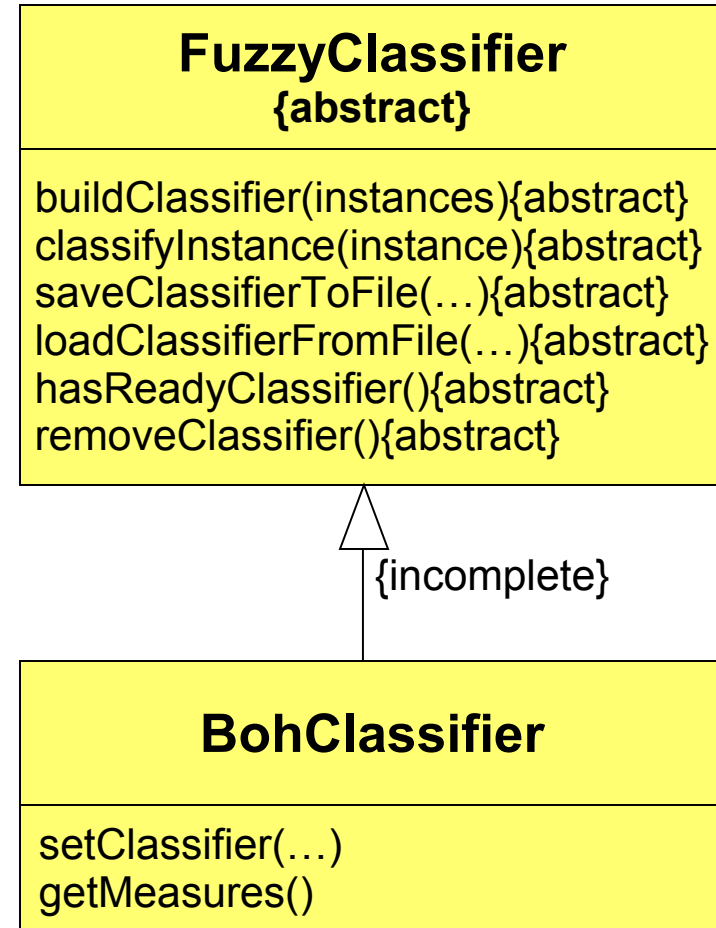 FuzzyClassifier
{abstract}
buildClassifier(instances){abstract}
classifyInstance(instance){abstract}
saveClassifierToFile(…){abstract}
loadClassifierFromFile(…){abstract}
hasReadyClassifier(){abstract}
removeClassifier(){abstract}
{incomplete}
BohClassifier
setClassifier(…)
getMeasures()